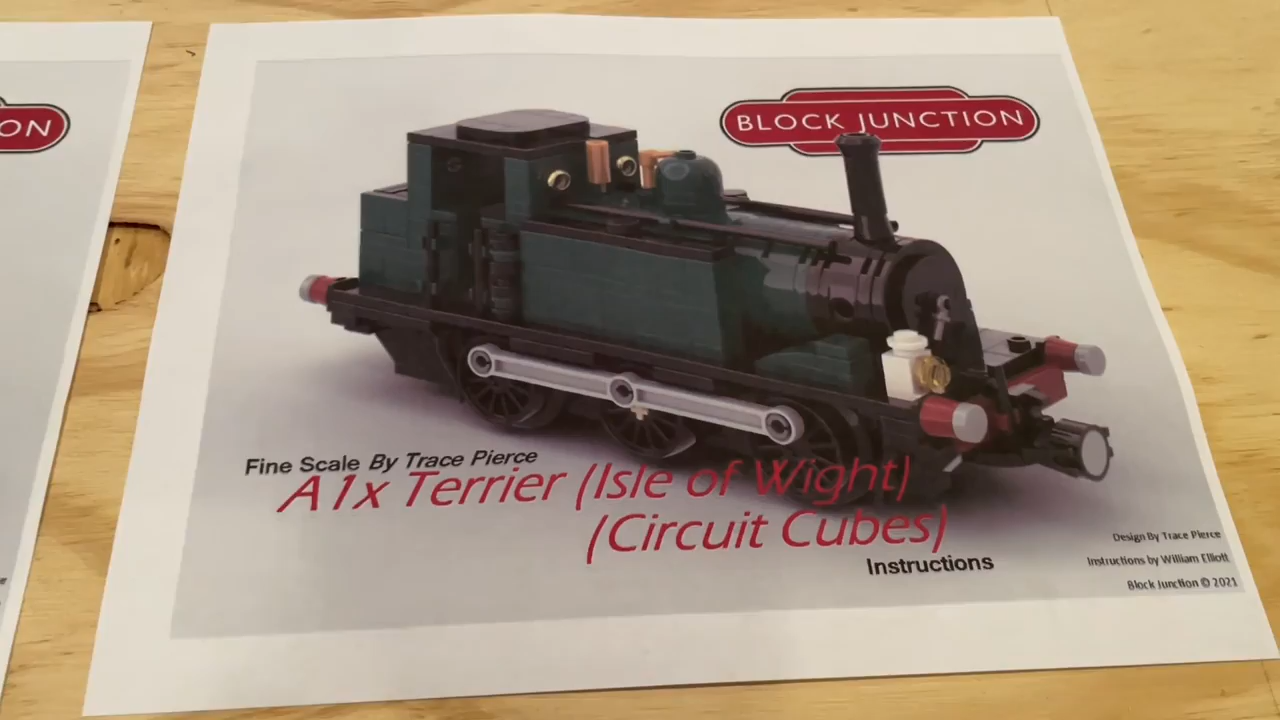 ON
BLOCK JUNCTION
Fine Scale By Trace Pierce
A1x Terrier (Isle of Wight)
(Circuit Cubes)
Instructions
Design By Trace Pierce
Instructions by William Elliott
Block Junction © 2021